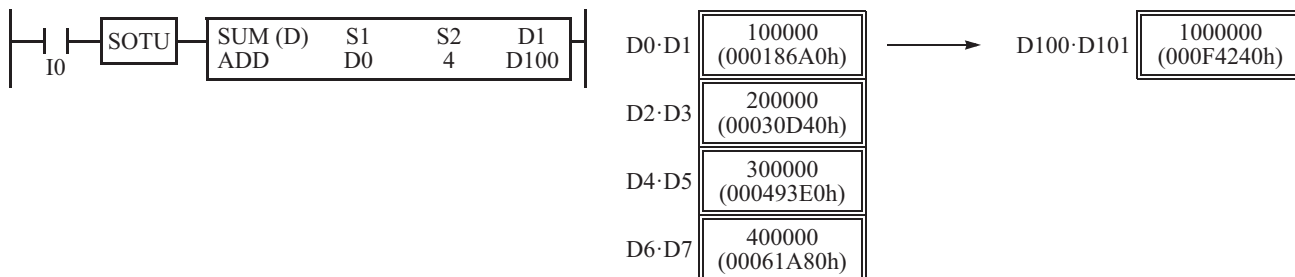 SOTU
SUM (D) S1 S2 D1
ADD D0 4 D100
I0
D0·D1 100000
(000186A0h)
D100·D101 1000000
(000F4240h)
D2·D3 200000
(00030D40h)
D4·D5 300000
(000493E0h)
D6·D7 400000
(00061A80h)